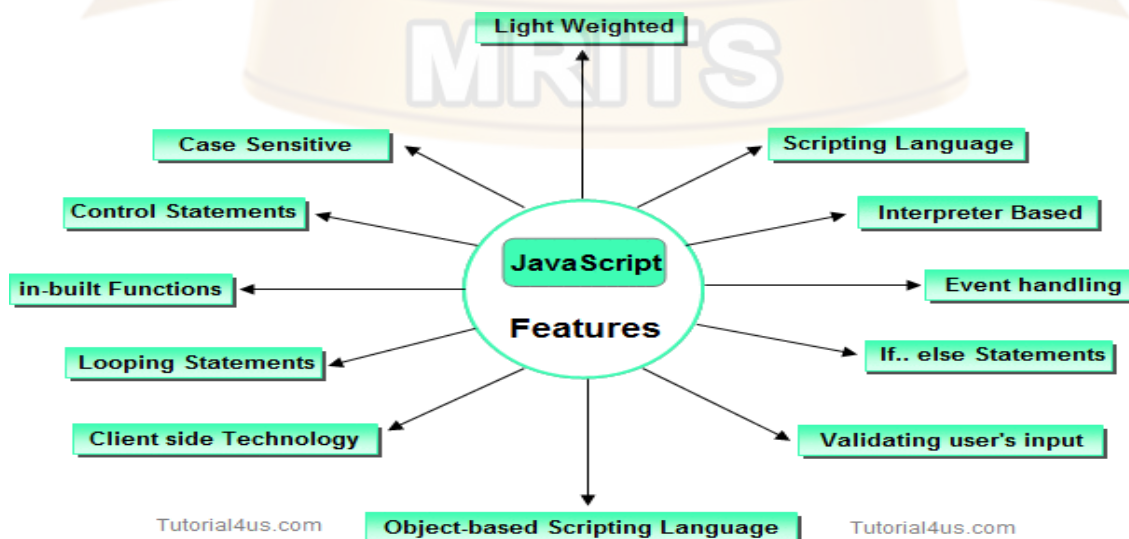 Light Weighted
MRITS
Case Sensitive
Scripting Language
Control Statements
Interpreter Based
JavaScript
in-built Functions
Event handling
Features
Looping Statements
If.. else Statements
Client side Technology
Validating user's input
Tutorial4us.com
Object-based Scripting Language
Tutorial4us.com